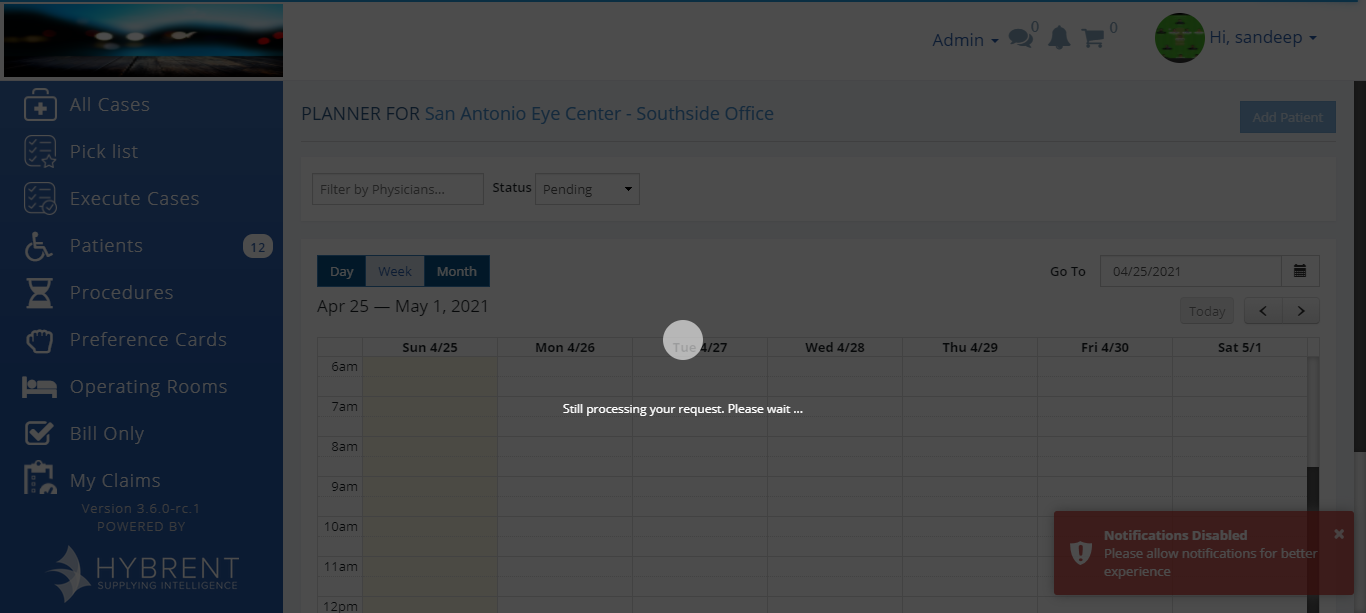 Admin
0
0
Hi, sandeep
All Cases
Pick list
Execute Cases
Patients 12
Procedures
Preference Cards
Operating Rooms
Bill Only
My Claims
Version 3.6.0-rc.1
POWERED BY
HYBRENT
SUPPLYING INTELLIGENCE
PLANNER FOR San Antonio Eye Center - Southside Office
Add Patient
Filter by Physicians...
Status
Pending
Day Week Month
Go To 04/25/2021
Apr 25 — May 1, 2021
Today < >
Sun 4/25 Mon 4/26 Tue 4/27 Wed 4/28 Thu 4/29 Fri 4/30 Sat 5/1
6am
7am
8am
9am
10am
11am
12pm
Still processing your request. Please wait ...
Notifications Disabled ×
Please allow notifications for better
experience